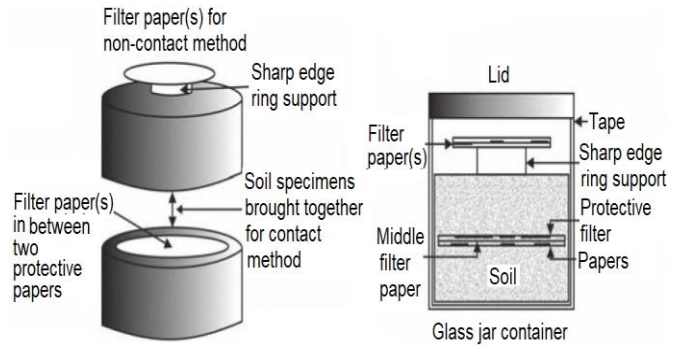 Filter paper(s) for
non-contact method
Sharp edge
ring support
Filter paper(s)
in between
two
protective
papers
Soil specimens
brought together
for contact
method
Lid
Tape
Filter
paper(s)
Sharp edge
ring support
Protective
filter
Papers
Middle
filter
paper
Soil
Glass jar container